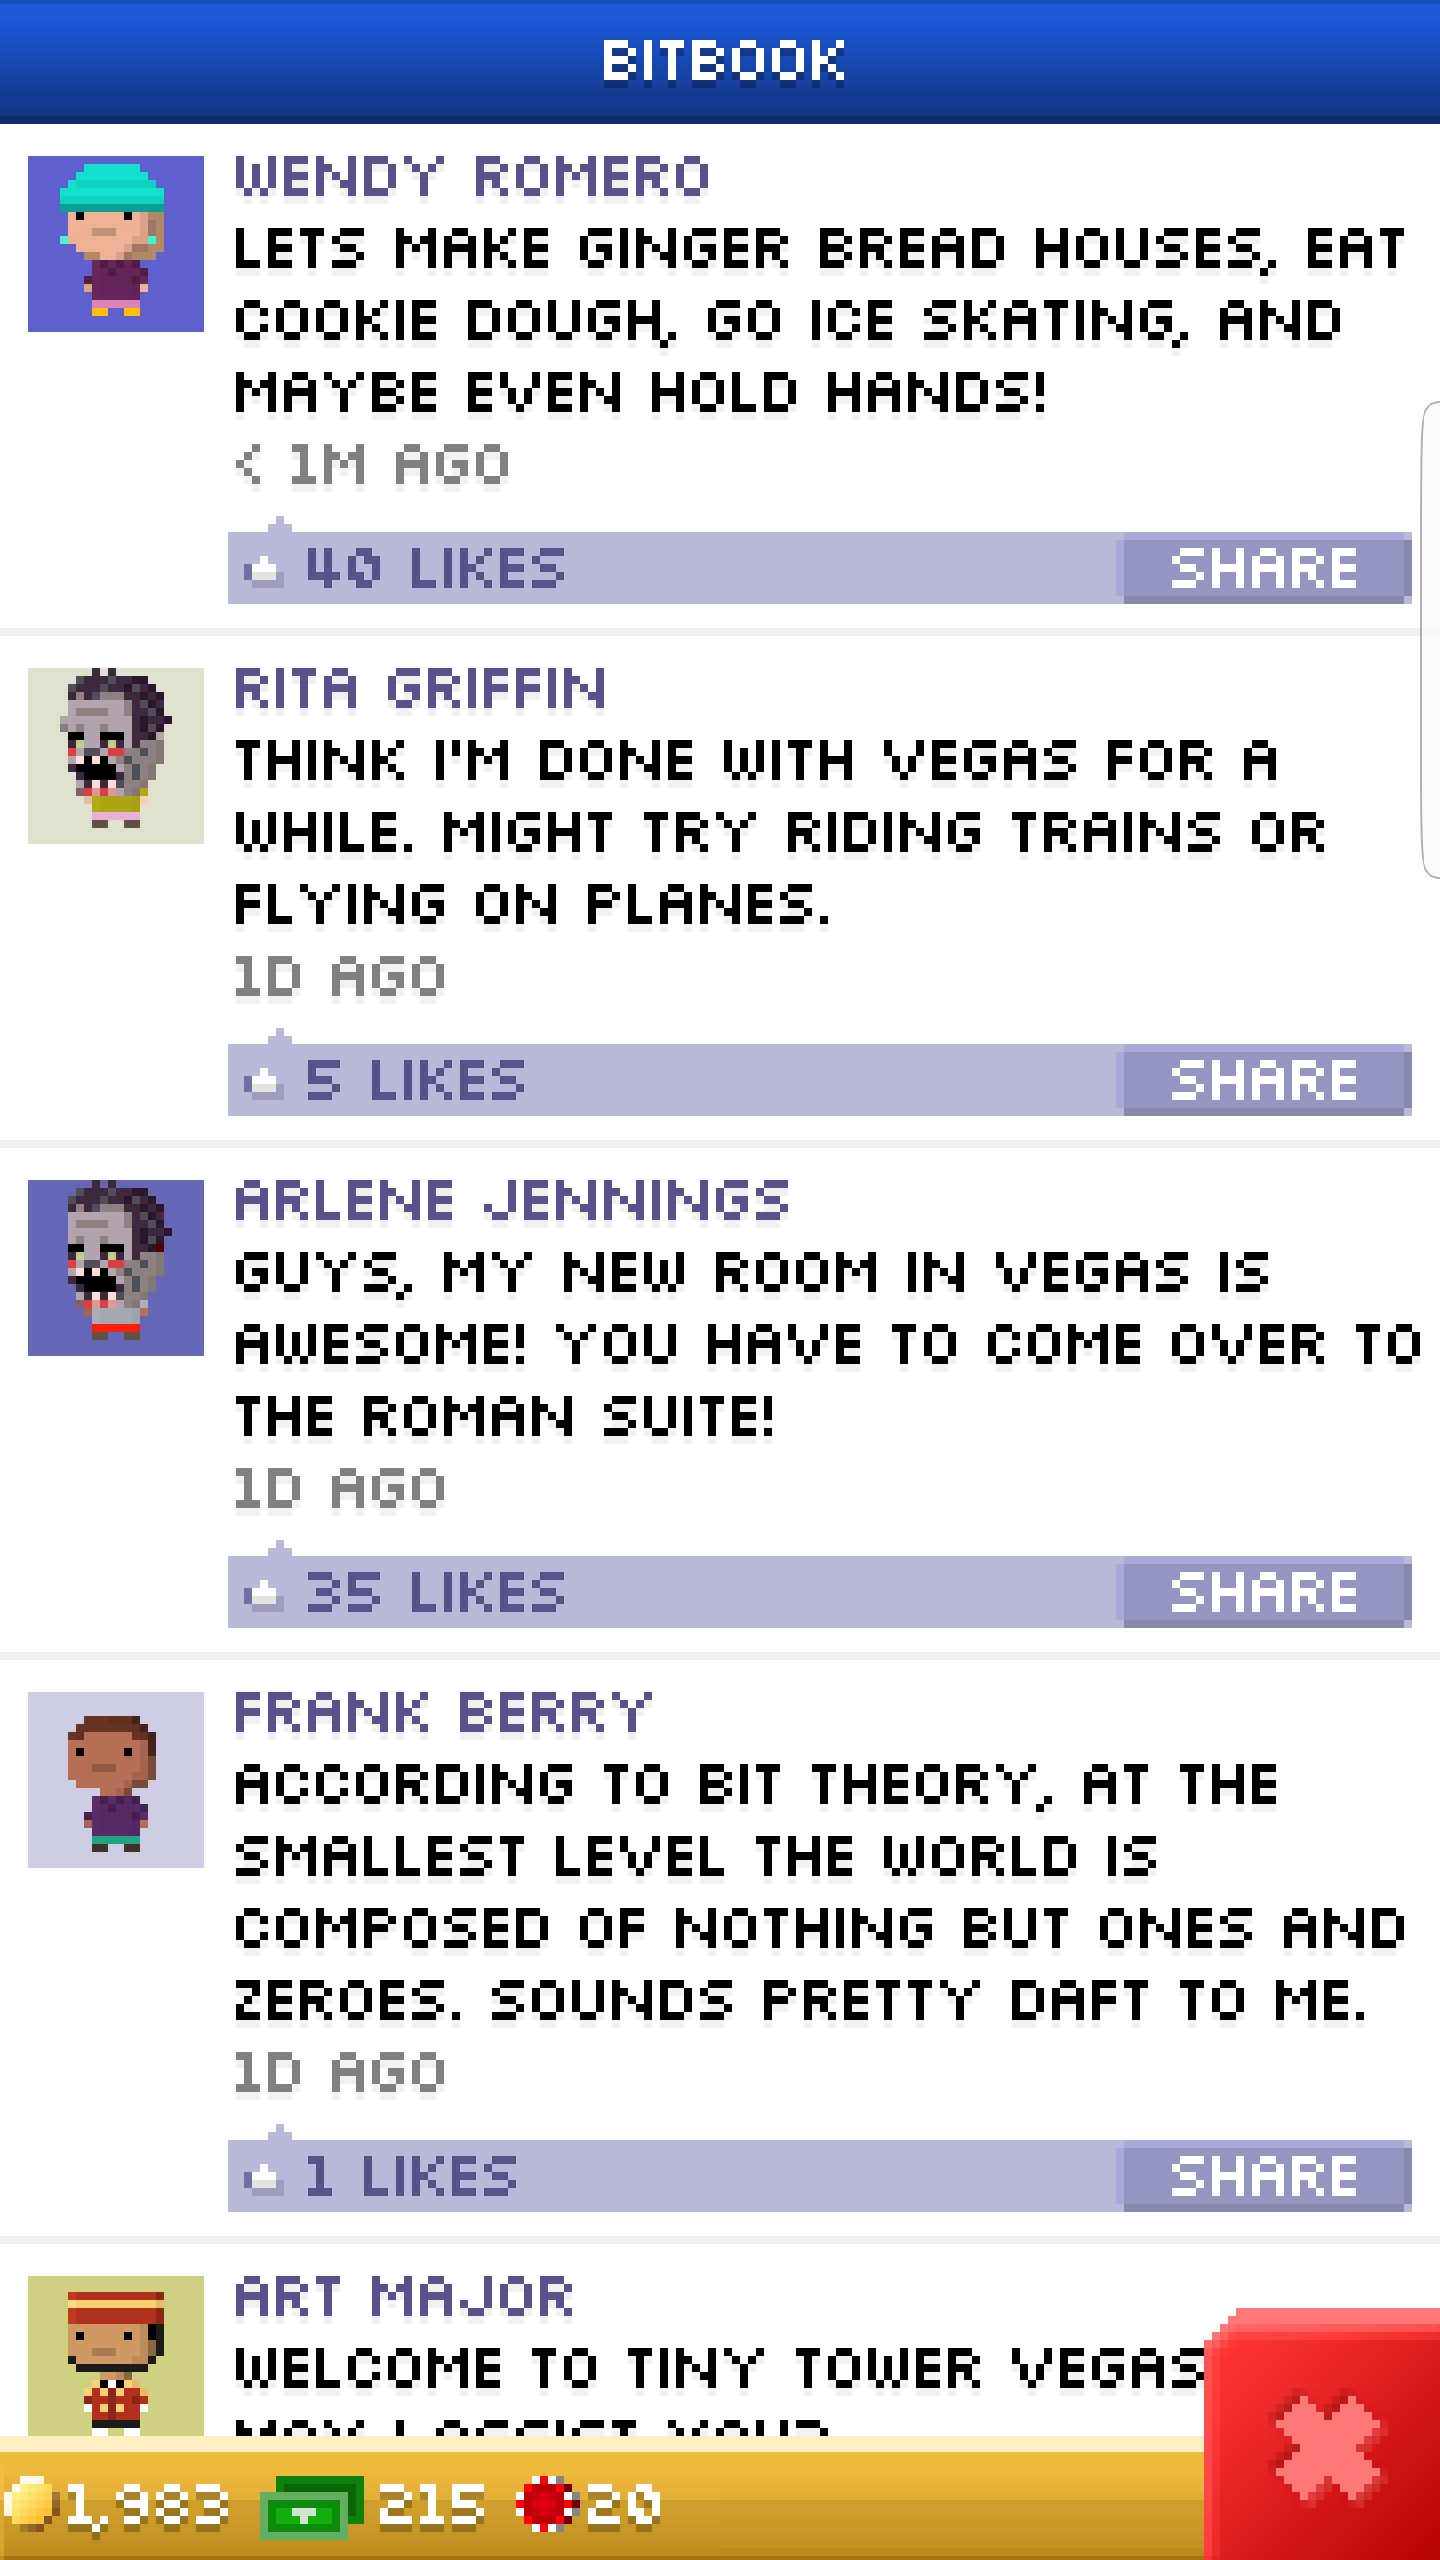 BITBOOK
WENDY ROMERO
LETS MAKE GINGER BREAD HOUSES, EAT
COOKIE DOUGH, GO ICE SKATING, AND
MAYBE EVEN HOLD HANDS!
< 1M AGO
40 LIKES SHARE
RITA GRIFFIN
THINK I'M DONE WITH VEGAS FOR A
WHILE. MIGHT TRY RIDING TRAINS OR
FLYING ON PLANES.
1D AGO
5 LIKES SHARE
ARLENE JENNINGS
GUYS, MY NEW ROOM IN VEGAS IS
AWESOME! YOU HAVE TO COME OVER TO
THE ROMAN SUITE!
1D AGO
35 LIKES SHARE
FRANK BERRY
ACCORDING TO BIT THEORY, AT THE
SMALLEST LEVEL THE WORLD IS
COMPOSED OF NOTHING BUT ONES AND
ZEROES. SOUNDS PRETTY DAFT TO ME.
1D AGO
1 LIKES SHARE
ART MAJOR
WELCOME TO TINY TOWER VEGAS
MAY I ASSIST YOU?
1,983 215 20